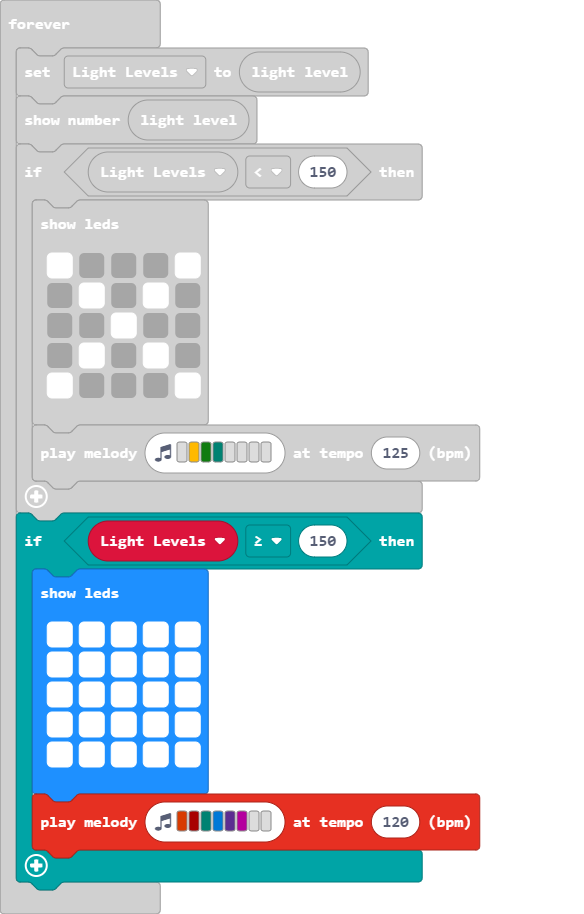 forever
set Light Levels to light level
show number light level
if Light Levels < 150 then
show leds
play melody at tempo 125 (bpm)
if Light Levels ≥ 150 then
show leds
play melody at tempo 120 (bpm)